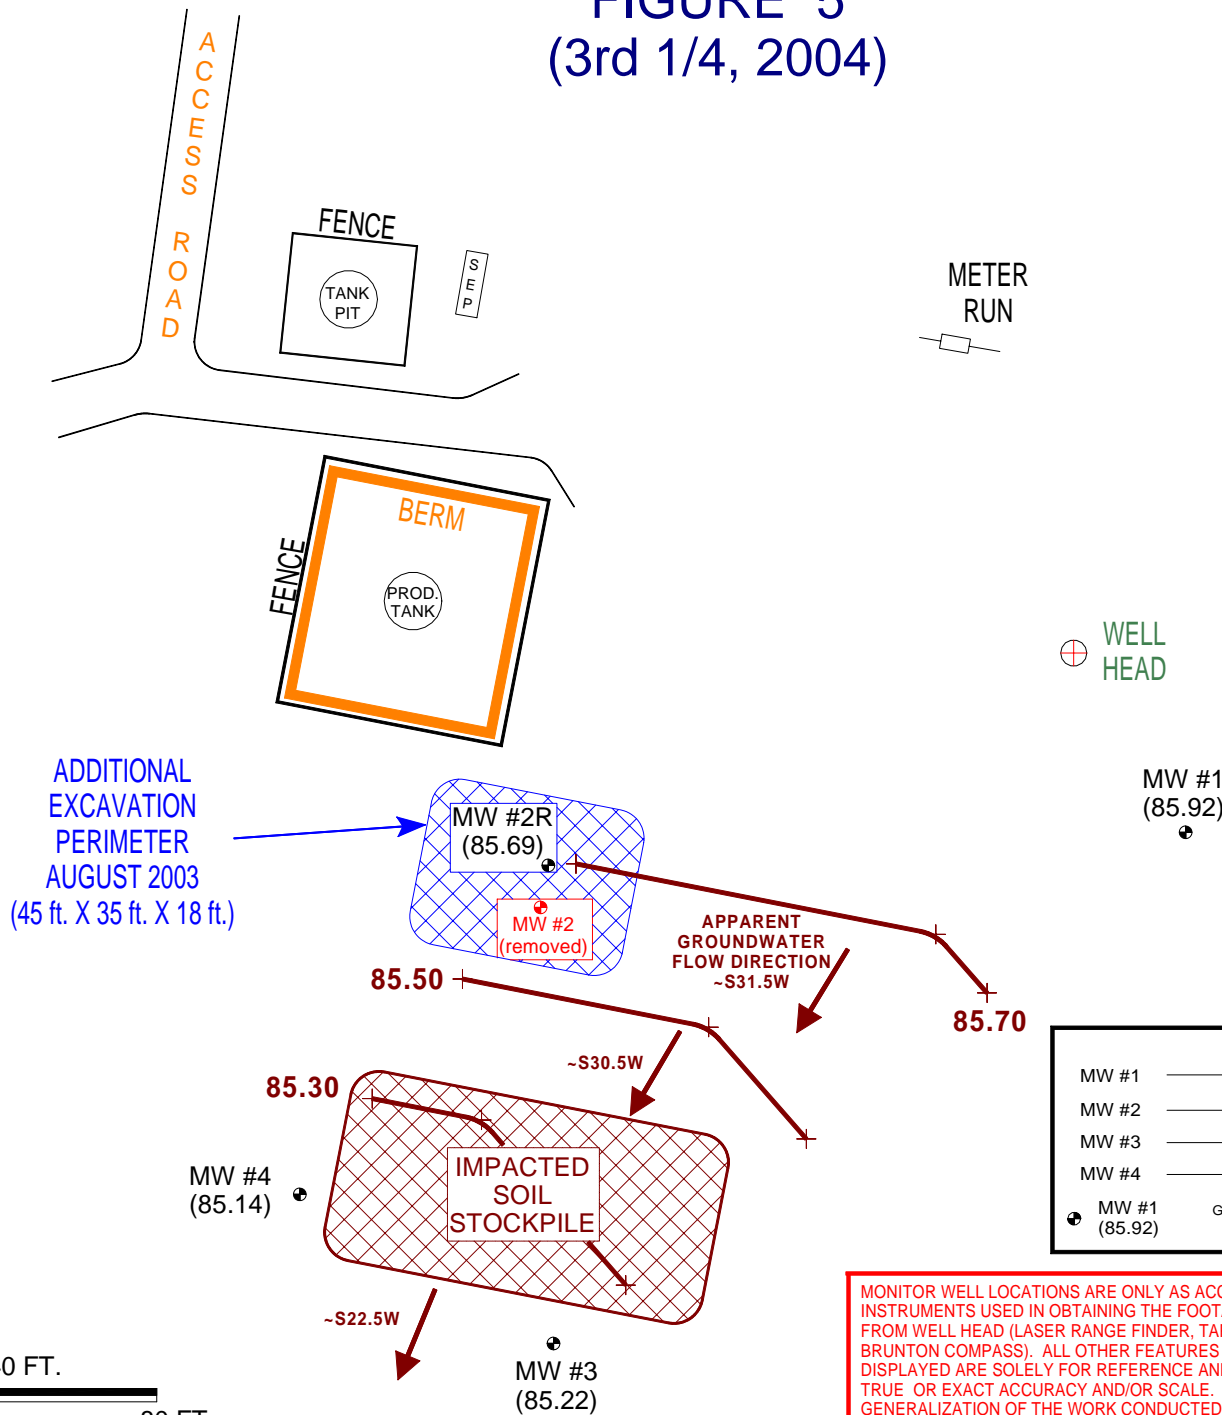 FIGURE 5
(3rd 1/4, 2004)
ACCESS ROAD
FENCE
TANK
PIT
SEP
METER
RUN
BERM
FENCE
PROD.
TANK
WELL
HEAD
ADDITIONAL
EXCAVATION
PERIMETER
AUGUST 2003
(45 ft. X 35 ft. X 18 ft.)
MW #2R
(85.69)
MW #2
(removed)
MW #1
(85.92)
APPARENT
GROUNDWATER
FLOW DIRECTION
~S31.5W
85.50
85.70
~S30.5W
85.30
MW #4
(85.14)
IMPACTED
SOIL
STOCKPILE
~S22.5W
MW #3
(85.22)
MW #1
MW #2
MW #3
MW #4
MW #1
(85.92)
G
MONITOR WELL LOCATIONS ARE ONLY AS
INSTRUMENTS USED IN OBTAINING THE
FROM WELL HEAD (LASER RANGE FINDER,
BRUNTON COMPASS). ALL OTHER FEATURES
DISPLAYED ARE SOLELY FOR REFERENCE
TRUE OR EXACT ACCURACY AND/OR SCALE.
GENERALIZATION OF THE WORK CONDUCTED
0 FT.